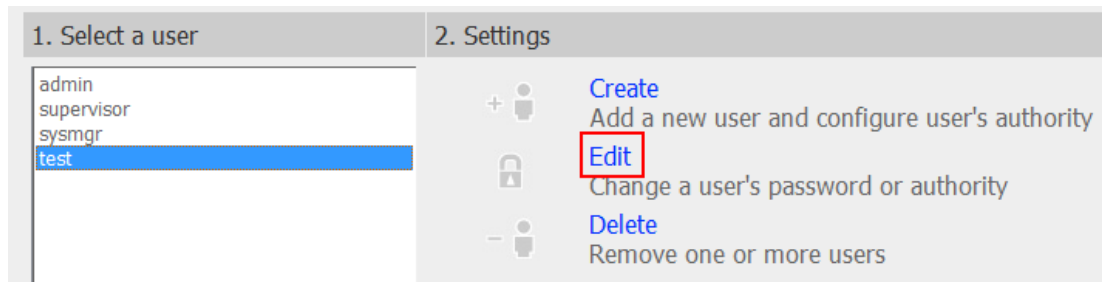 1. Select a user
2. Settings
admin
supervisor
sysmgr
test
Create
Add a new user and configure user's authority
Edit
Change a user's password or authority
Delete
Remove one or more users